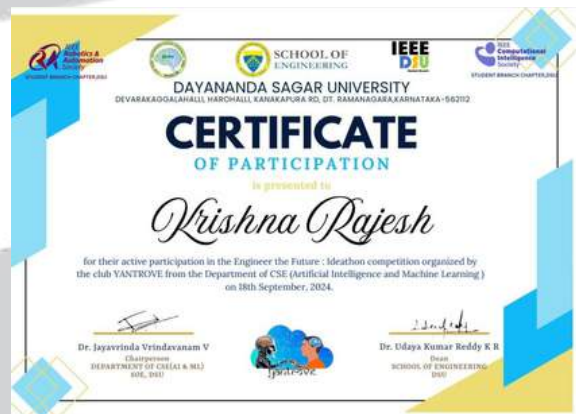 IEEE
Robotics &
Automation
Society
STUDENT BRANCH CHAPTER,DSU
SCHOOL OF
ENGINEERING
IEEE
DSU
IEEE
Computational
Intelligence
Society
STUDENT BRANCH CHAPTER,DSU
DAYANANDA SAGAR UNIVERSITY
DEVARAKAGGALAHALLI, HAROHALLI, KANAKAPURA RD, DT. RAMANAGARA,KARNATAKA-562112
CERTIFICATE
OF PARTICIPATION
is presented to
Krishna Rajesh
for their active participation in the Engineer the Future : Ideathon competition organized by
the club YANTROVE from the Department of CSE (Artificial Intelligence and Machine Learning )
on 18th September, 2024.
Dr. Jayavrinda Vrindavanam V
Chairperson
DEPARTMENT OF CSE(AI & ML)
SOE, DSU
Yantrove
Dr. Udaya Kumar Reddy K R
Dean
SCHOOL OF ENGINEERING
DSU